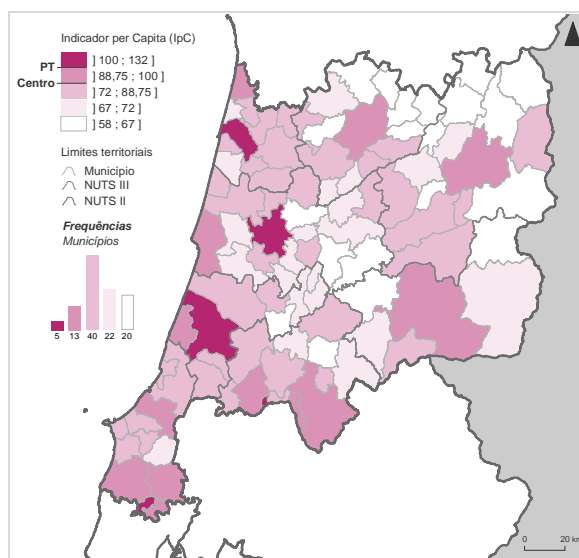 Indicador per Capita (IpC)
PT
Centro
] 100 ; 132 ]
] 88,75 ; 100 ]
] 72 ; 88,75 ]
] 67 ; 72 ]
] 58 ; 67 ]
Limites territoriais
Município
NUTS III
NUTS II
Frequências
Municípios
5 13 40 22 20
0 20 km